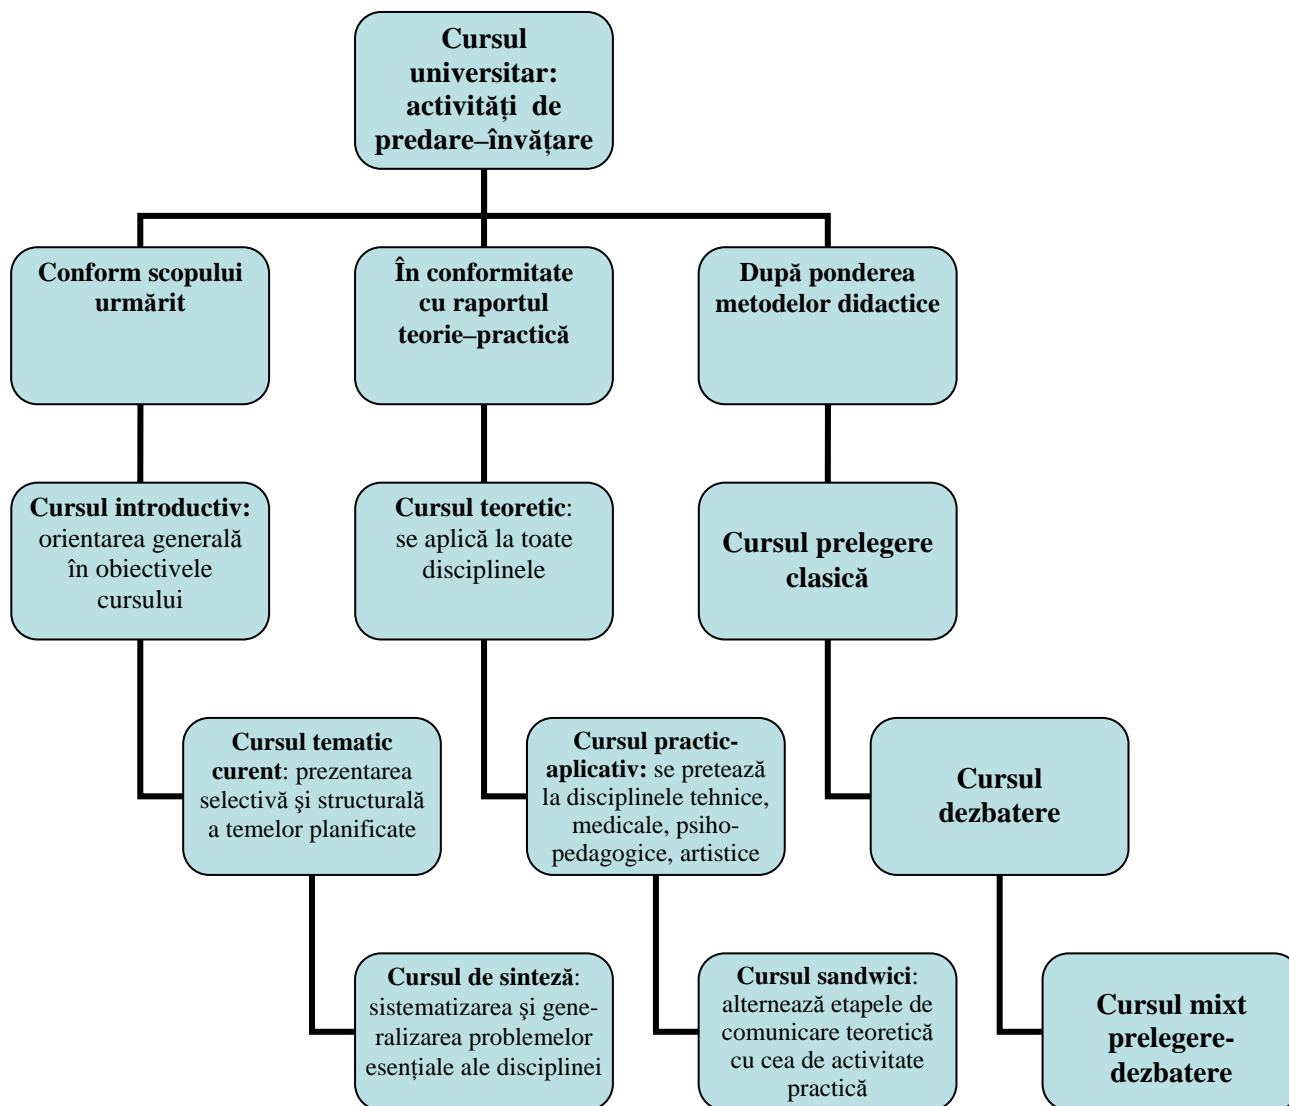 Cursul
universitar:
activități de
predare–învățare
Conform scopului
urmărit
În conformitate
cu raportul
teorie–practică
După ponderea
metodelor didactice
Cursul introductiv:
orientarea generală
în obiectivele
cursului
Cursul teoretic:
se aplică la toate
disciplinele
Cursul prelegere
clasică
Cursul tematic
curent: prezentarea
selectivă şi structurală
a temelor planificate
Cursul practic-
aplicativ: se pretează
la disciplinele tehnice,
medicale, psiho-
pedagogice, artistice
Cursul
dezbatere
Cursul de sinteză:
sistematizarea şi gene-
ralizarea problemelor
esențiale ale disciplinei
Cursul sandwici:
alternează etapele de
comunicare teoretică
cu cea de activitate
practică
Cursul mixt
prelegere-
dezbatere